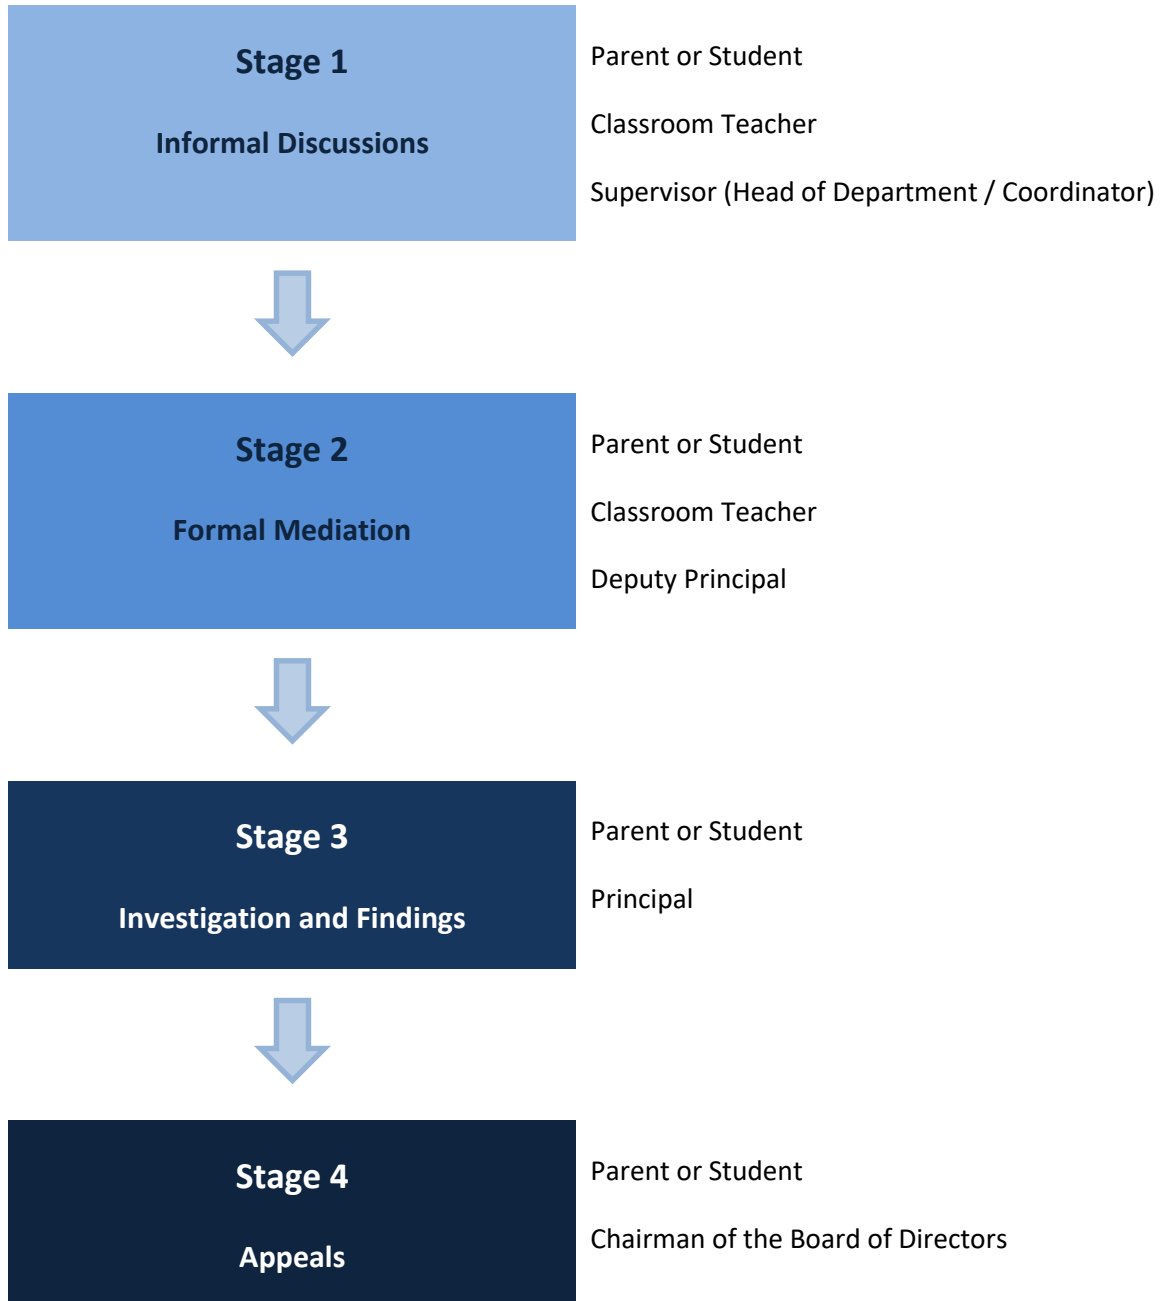 Stage 1
Informal Discussions
Parent or Student
Classroom Teacher
Supervisor (Head of Department / Coordinator)
Stage 2
Formal Mediation
Parent or Student
Classroom Teacher
Deputy Principal
Stage 3
Investigation and Findings
Parent or Student
Principal
Stage 4
Appeals
Parent or Student
Chairman of the Board of Directors